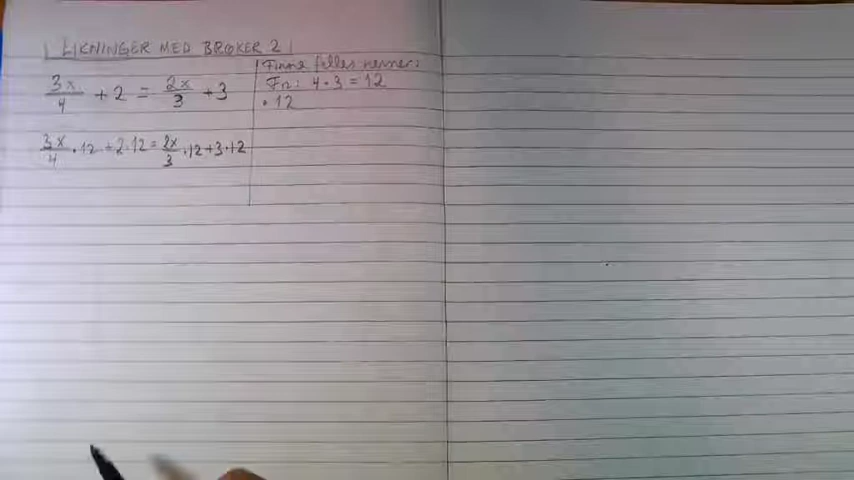 LIKNINGER MED BRØKER 2
3x/4 + 2 = 2x/3 + 3
3x/4 · 12 + 2 · 12 = 2x/3 · 12 + 3 · 12
Finne felles nevner:
Fn: 4 · 3 = 12
· 12